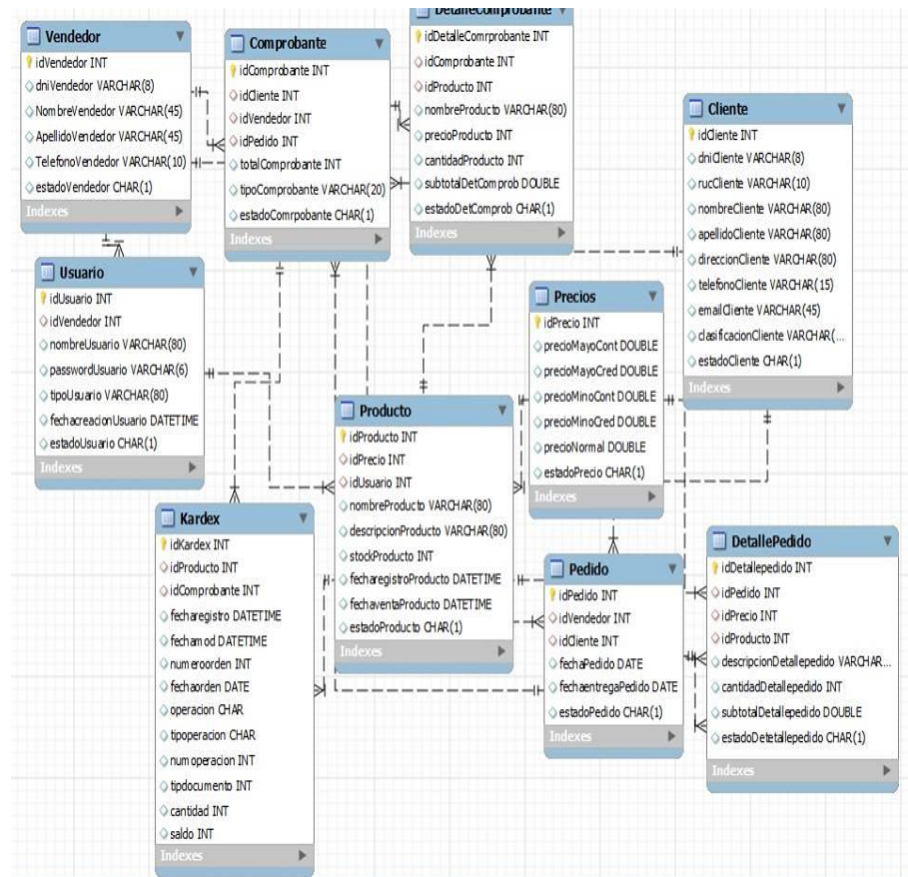 Vendedor
idVendedor INT
dniVendedor VARCHAR(8)
NombreVendedor VARCHAR(45)
ApellidoVendedor VARCHAR(45)
TelefonoVendedor VARCHAR(10)
estadoVendedor CHAR(1)
Indexes
Comprobante
idComprobante INT
idCliente INT
idVendedor INT
idPedido INT
totalComprobante INT
tipoComprobante VARCHAR(20)
estadoComrpobante CHAR(1)
Indexes
DetalleComprobante
idDetalleComrprobante INT
idComprobante INT
idProducto INT
nombreProducto VARCHAR(80)
precioProducto INT
cantidadProducto INT
subtotalDetComprob DOUBLE
estadoDetComprob CHAR(1)
Indexes
Cliente
idCliente INT
dniCliente VARCHAR(8)
rucCliente VARCHAR(10)
nombreCliente VARCHAR(80)
apellidoCliente VARCHAR(80)
direccionCliente VARCHAR(80)
telefonoCliente VARCHAR(15)
emailCliente VARCHAR(45)
clasificacionCliente VARCHAR(...
estadoCliente CHAR(1)
Indexes
Usuario
idUsuario INT
idVendedor INT
nombreUsuario VARCHAR(80)
passwordUsuario VARCHAR(6)
tipoUsuario VARCHAR(80)
fechacreacionUsuario DATETIME
estadoUsuario CHAR(1)
Indexes
Precios
idPrecio INT
precioMayoCont DOUBLE
precioMayoCred DOUBLE
precioMinoCont DOUBLE
precioMinoCred DOUBLE
precioNormal DOUBLE
estadoPrecio CHAR(1)
Indexes
Producto
idProducto INT
idPrecio INT
idUsuario INT
nombreProducto VARCHAR(80)
descripcionProducto VARCHAR(80)
stockProducto INT
fecharegistroProducto DATETIME
fechaventaProducto DATETIME
estadoProducto CHAR(1)
Indexes
Kardex
idKardex INT
idProducto INT
idComprobante INT
fecharegistro DATETIME
fechamod DATETIME
numeroorden INT
fechaorden DATE
operacion CHAR
tipoperacion CHAR
numoperacion INT
tipdocumento INT
cantidad INT
saldo INT
Indexes
Pedido
idPedido INT
idVendedor INT
idCliente INT
fechaPedido DATE
fechaentregaPedido DATE
estadoPedido CHAR(1)
Indexes
DetallePedido
idDetallepedido INT
idPedido INT
idPrecio INT
idProducto INT
descripcionDetallepedido VARCHAR...
cantidadDetallepedido INT
subtotalDetallepedido DOUBLE
estadoDetetallepedido CHAR(1)
Indexes